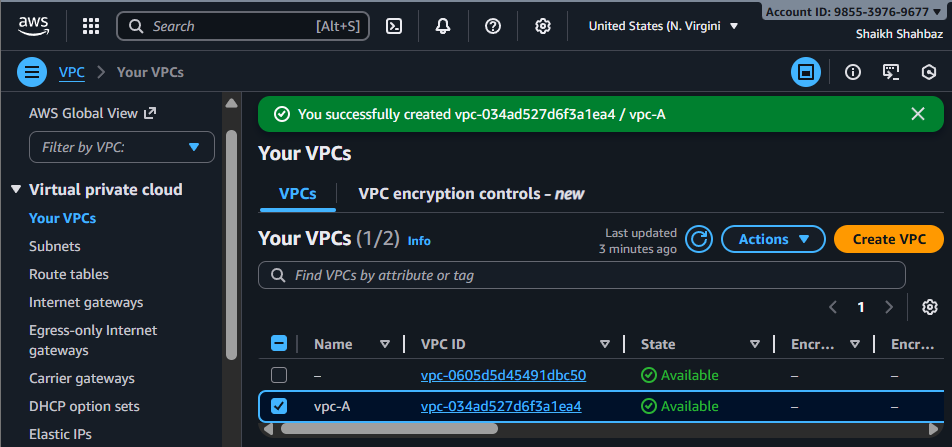 aws
Search
[Alt+S]
United States (N. Virgini
Account ID: 9855-3976-9677
Shaikh Shahbaz
VPC
Your VPCs
AWS Global View
Filter by VPC:
Virtual private cloud
Your VPCs
Subnets
Route tables
Internet gateways
Egress-only Internet
gateways
Carrier gateways
DHCP option sets
Elastic IPs
You successfully created vpc-034ad527d6f3a1ea4 / vpc-A
Your VPCs
VPCs
VPC encryption controls - new
Your VPCs (1/2) Info
Last updated
3 minutes ago
Actions
Create VPC
Find VPCs by attribute or tag
1
Name
VPC ID
State
Encr...
Encr...
–
vpc-0605d5d45491dbc50
Available
–
–
vpc-A
vpc-034ad527d6f3a1ea4
Available
–
–